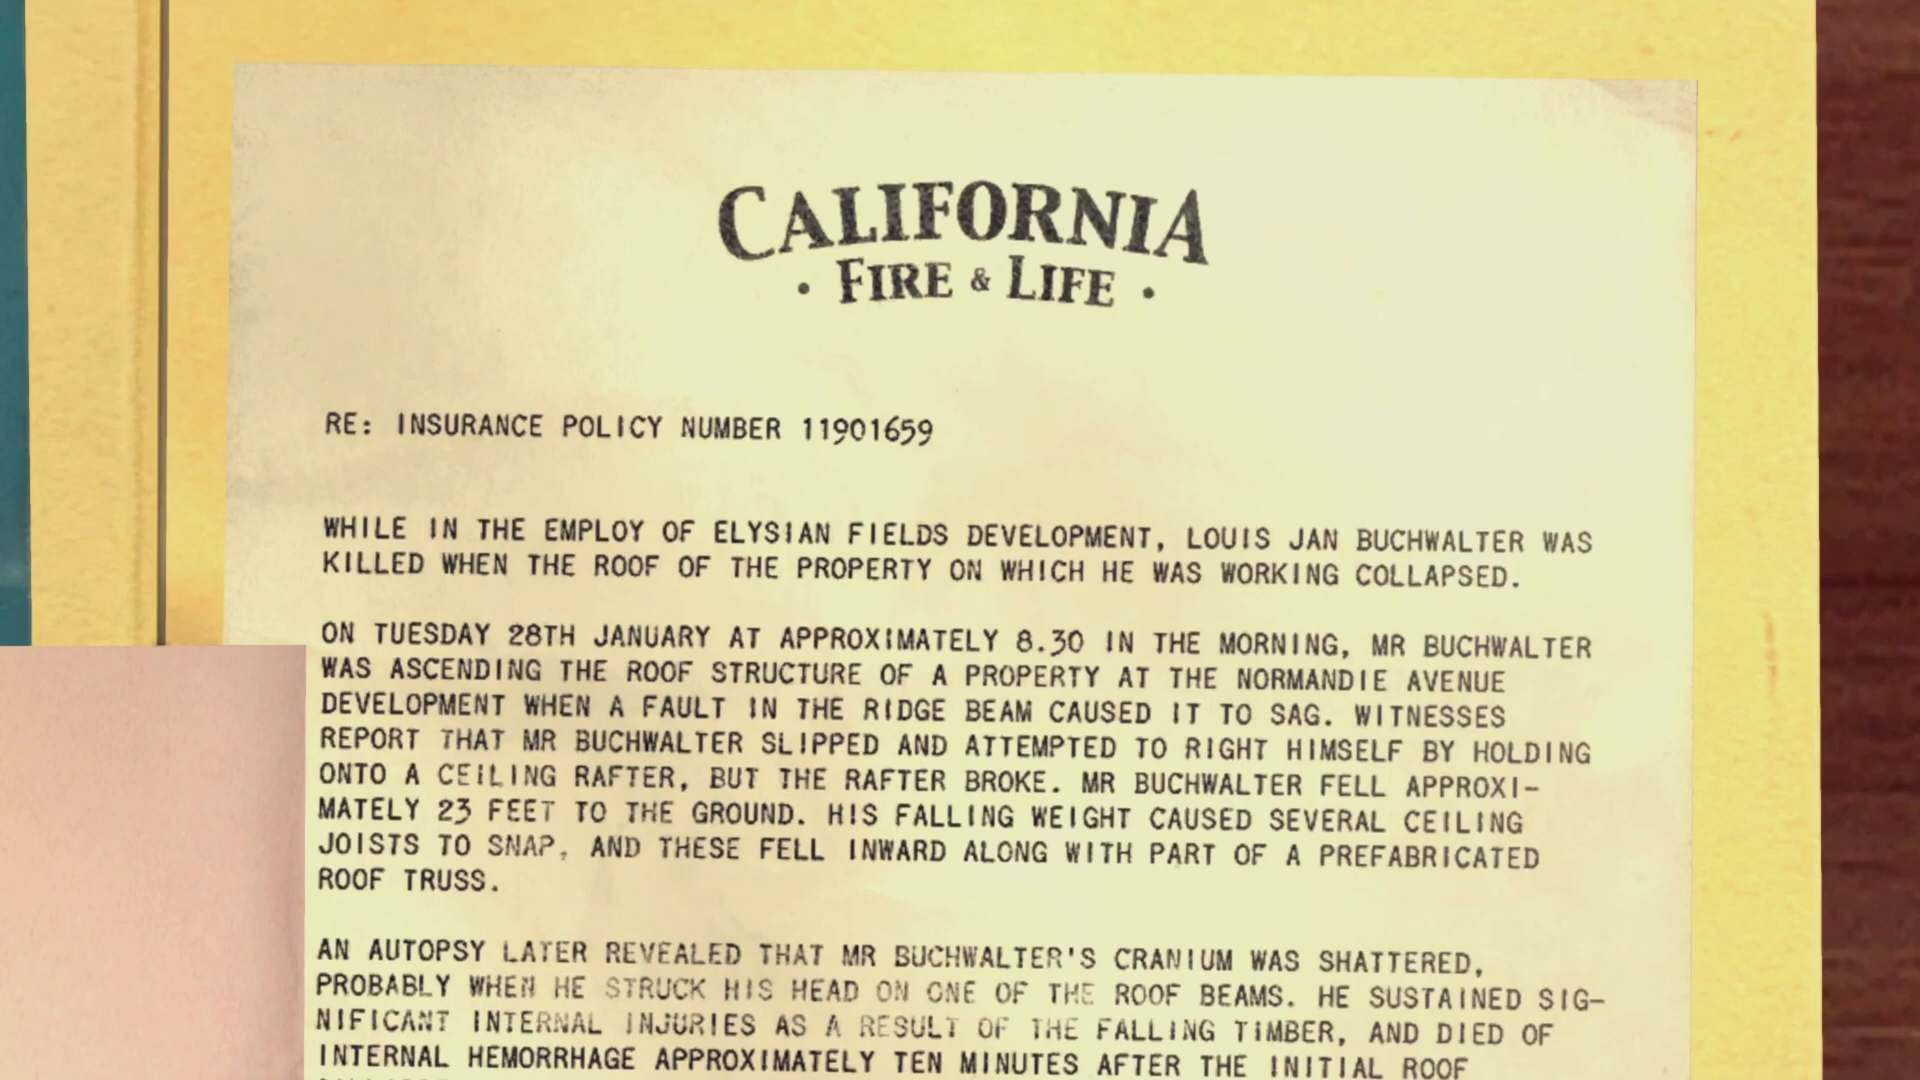 CALIFORNIA
· FIRE & LIFE ·
RE: INSURANCE POLICY NUMBER 11901659
WHILE IN THE EMPLOY OF ELYSIAN FIELDS DEVELOPMENT, LOUIS JAN BUCHWALTER WAS
KILLED WHEN THE ROOF OF THE PROPERTY ON WHICH HE WAS WORKING COLLAPSED.
ON TUESDAY 28TH JANUARY AT APPROXIMATELY 8.30 IN THE MORNING, MR BUCHWALTER
WAS ASCENDING THE ROOF STRUCTURE OF A PROPERTY AT THE NORMANDIE AVENUE
DEVELOPMENT WHEN A FAULT IN THE RIDGE BEAM CAUSED IT TO SAG. WITNESSES
REPORT THAT MR BUCHWALTER SLIPPED AND ATTEMPTED TO RIGHT HIMSELF BY HOLDING
ONTO A CEILING RAFTER, BUT THE RAFTER BROKE. MR BUCHWALTER FELL APPROXI-
MATELY 23 FEET TO THE GROUND. HIS FALLING WEIGHT CAUSED SEVERAL CEILING
JOISTS TO SNAP, AND THESE FELL INWARD ALONG WITH PART OF A PREFABRICATED
ROOF TRUSS.
AN AUTOPSY LATER REVEALED THAT MR BUCHWALTER'S CRANIUM WAS SHATTERED,
PROBABLY WHEN HE STRUCK HIS HEAD ON ONE OF THE ROOF BEAMS. HE SUSTAINED SIG-
NIFICANT INTERNAL INJURIES AS A RESULT OF THE FALLING TIMBER, AND DIED OF
INTERNAL HEMORRHAGE APPROXIMATELY TEN MINUTES AFTER THE INITIAL ROOF